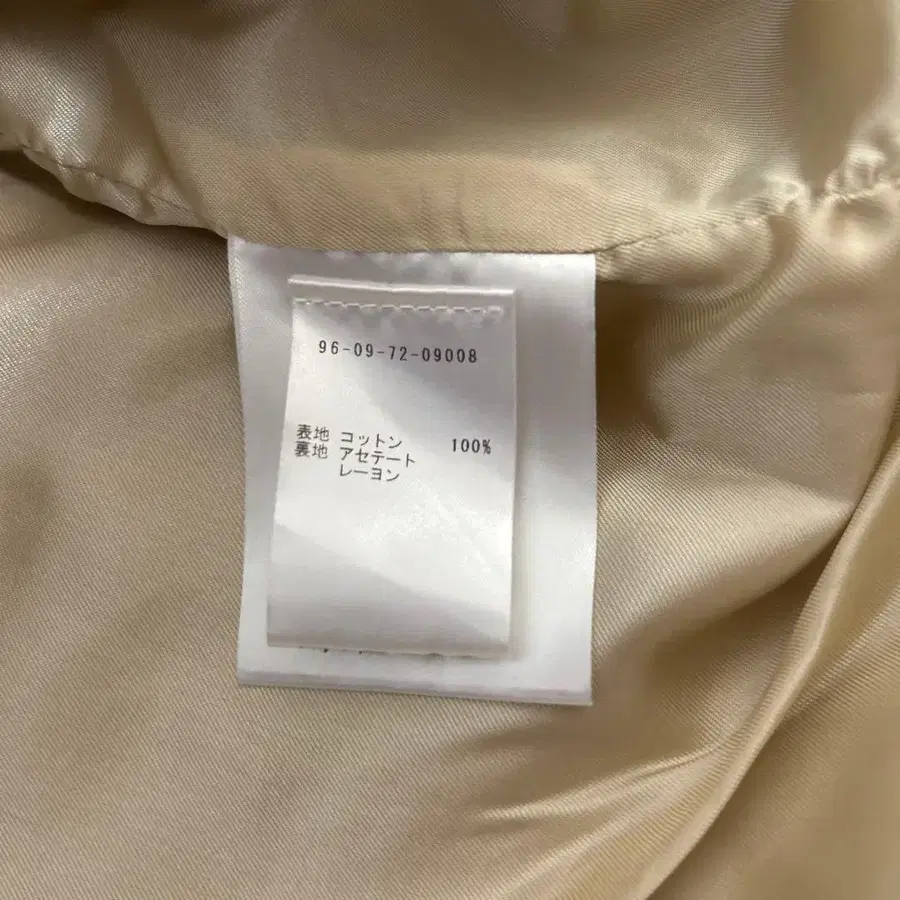 96-09-72-09008
表地 コットン 100%
裏地 アセテート
レーヨン